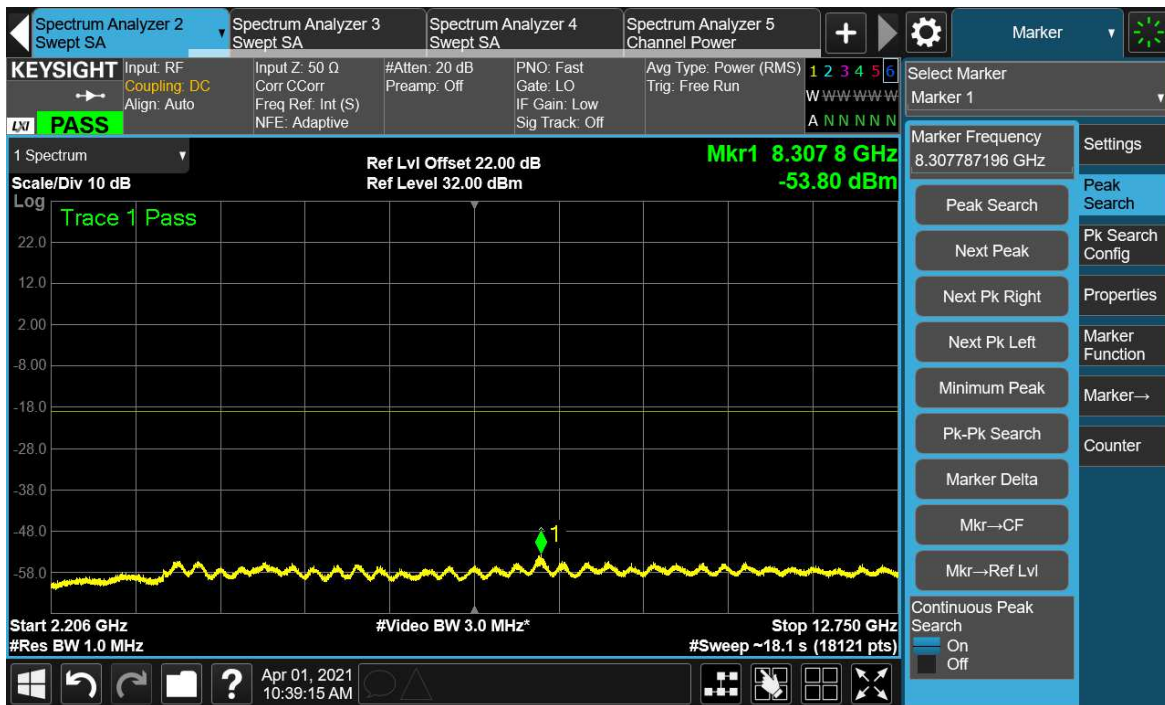 Spectrum Analyzer 2
Swept SA
Spectrum Analyzer 3
Swept SA
Spectrum Analyzer 4
Swept SA
Spectrum Analyzer 5
Channel Power
+
Marker
KEYSIGHT
LXI
PASS
Input: RF
Coupling: DC
Align: Auto
Input Z: 50 Ω
Corr CCorr
Freq Ref: Int (S)
NFE: Adaptive
#Atten: 20 dB
Preamp: Off
PNO: Fast
Gate: LO
IF Gain: Low
Sig Track: Off
Avg Type: Power (RMS)
Trig: Free Run
1 2 3 4 5 6
W W W W W W
A N N N N N
Select Marker
Marker 1
1 Spectrum
Scale/Div 10 dB
Ref Lvl Offset 22.00 dB
Ref Level 32.00 dBm
Mkr1 8.307 8 GHz
-53.80 dBm
Log
Trace 1 Pass
22.0
12.0
2.00
-8.00
-18.0
-28.0
-38.0
-48.0
-58.0
1
Start 2.206 GHz
#Res BW 1.0 MHz
#Video BW 3.0 MHz*
Stop 12.750 GHz
#Sweep ~18.1 s (18121 pts)
Marker Frequency
8.307787196 GHz
Peak Search
Next Peak
Next Pk Right
Next Pk Left
Minimum Peak
Pk-Pk Search
Marker Delta
Mkr→CF
Mkr→Ref Lvl
Continuous Peak
Search
On
Off
Settings
Peak
Search
Pk Search
Config
Properties
Marker
Function
Marker→
Counter
?
Apr 01, 2021
10:39:15 AM